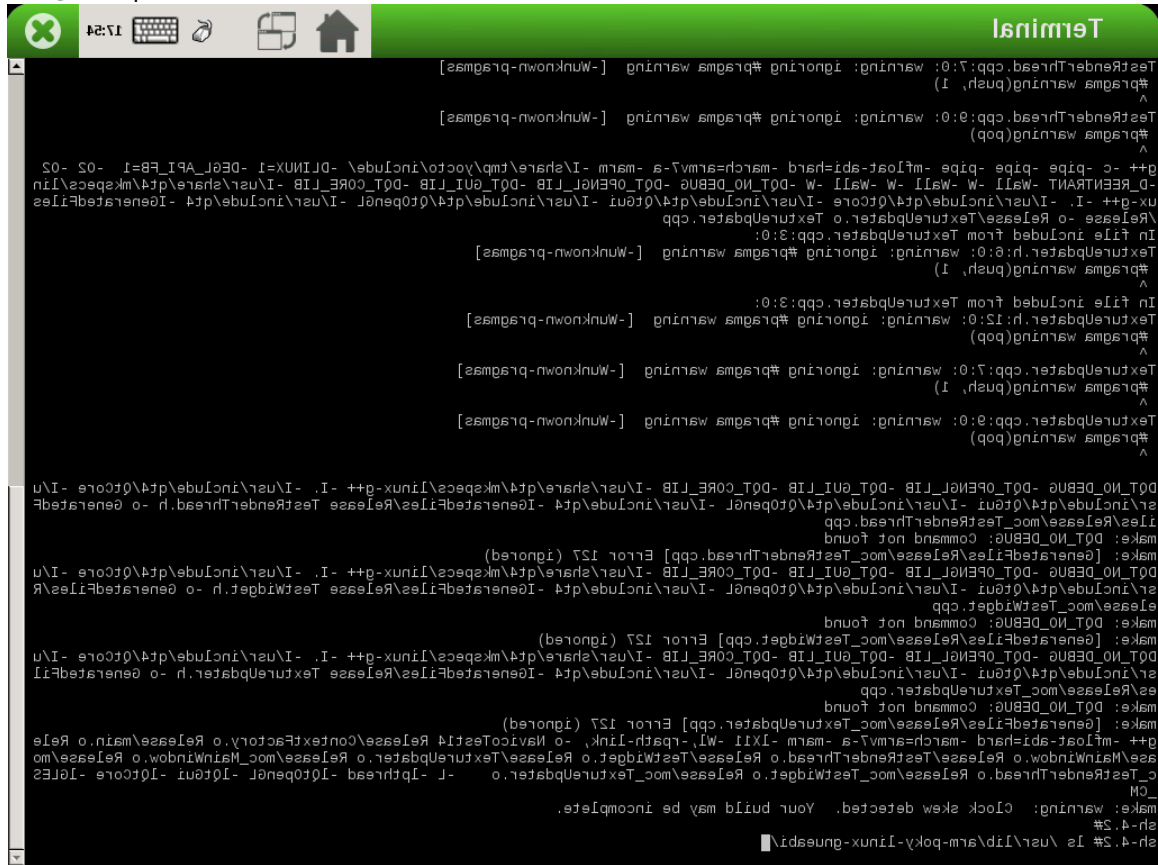 Terminal
17:54
TestRenderThread.cpp:7:0: warning: ignoring #pragma warning  [-Wunknown-pragmas]
 #pragma warning(push, 1)
 ^
TestRenderThread.cpp:9:0: warning: ignoring #pragma warning  [-Wunknown-pragmas]
 #pragma warning(pop)
 ^
g++ -c -pipe -pipe -pipe -mfloat-abi=hard -march=armv7-a -marm -I/share/tmp/yocto/include/ -DLINUX=1 -DEGL_API_FB=1  -O2 -O2
-D_REENTRANT -Wall -W -Wall -W -Wall -W -DQT_NO_DEBUG -DQT_OPENGL_LIB -DQT_GUI_LIB -DQT_CORE_LIB -I/usr/share/qt4/mkspecs/lin
ux-g++ -I. -I/usr/include/qt4/QtCore -I/usr/include/qt4/QtGui -I/usr/include/qt4/QtOpenGL -I/usr/include/qt4 -IGeneratedFiles
/Release -o Release/TextureUpdater.o TextureUpdater.cpp
In file included from TextureUpdater.cpp:3:0:
TextureUpdater.h:6:0: warning: ignoring #pragma warning  [-Wunknown-pragmas]
 #pragma warning(push, 1)
 ^
In file included from TextureUpdater.cpp:3:0:
TextureUpdater.h:12:0: warning: ignoring #pragma warning  [-Wunknown-pragmas]
 #pragma warning(pop)
 ^
TextureUpdater.cpp:7:0: warning: ignoring #pragma warning  [-Wunknown-pragmas]
 #pragma warning(push, 1)
 ^
TextureUpdater.cpp:9:0: warning: ignoring #pragma warning  [-Wunknown-pragmas]
 #pragma warning(pop)
 ^
DQT_NO_DEBUG -DQT_OPENGL_LIB -DQT_GUI_LIB -DQT_CORE_LIB -I/usr/share/qt4/mkspecs/linux-g++ -I. -I/usr/include/qt4/QtCore -I/u
sr/include/qt4/QtGui -I/usr/include/qt4/QtOpenGL -I/usr/include/qt4 -IGeneratedFiles/Release TestRenderThread.h -o GeneratedF
iles/Release/moc_TestRenderThread.cpp
make: DQT_NO_DEBUG: Command not found
make: [GeneratedFiles/Release/moc_TestRenderThread.cpp] Error 127 (ignored)
DQT_NO_DEBUG -DQT_OPENGL_LIB -DQT_GUI_LIB -DQT_CORE_LIB -I/usr/share/qt4/mkspecs/linux-g++ -I. -I/usr/include/qt4/QtCore -I/u
sr/include/qt4/QtGui -I/usr/include/qt4/QtOpenGL -I/usr/include/qt4 -IGeneratedFiles/Release TestWidget.h -o GeneratedFiles/R
elease/moc_TestWidget.cpp
make: DQT_NO_DEBUG: Command not found
make: [GeneratedFiles/Release/moc_TestWidget.cpp] Error 127 (ignored)
DQT_NO_DEBUG -DQT_OPENGL_LIB -DQT_GUI_LIB -DQT_CORE_LIB -I/usr/share/qt4/mkspecs/linux-g++ -I. -I/usr/include/qt4/QtCore -I/u
sr/include/qt4/QtGui -I/usr/include/qt4/QtOpenGL -I/usr/include/qt4 -IGeneratedFiles/Release TextureUpdater.h -o GeneratedFil
es/Release/moc_TextureUpdater.cpp
make: DQT_NO_DEBUG: Command not found
make: [GeneratedFiles/Release/moc_TextureUpdater.cpp] Error 127 (ignored)
g++ -mfloat-abi=hard -march=armv7-a -marm -lX11 -Wl,-rpath-link, -o NavicoTest14 Release/ContextFactory.o Release/main.o Rele
ase/MainWindow.o Release/TestRenderThread.o Release/TestWidget.o Release/TextureUpdater.o Release/moc_MainWindow.o Release/mo
c_TestRenderThread.o Release/moc_TestWidget.o Release/moc_TextureUpdater.o    -L -lpthread -lQtOpenGL -lQtGui -lQtCore -lGLES
_CM
make: warning:  Clock skew detected.  Your build may be incomplete.
sh-4.2#
sh-4.2# ls /usr/lib/arm-poky-linux-gnueabi/